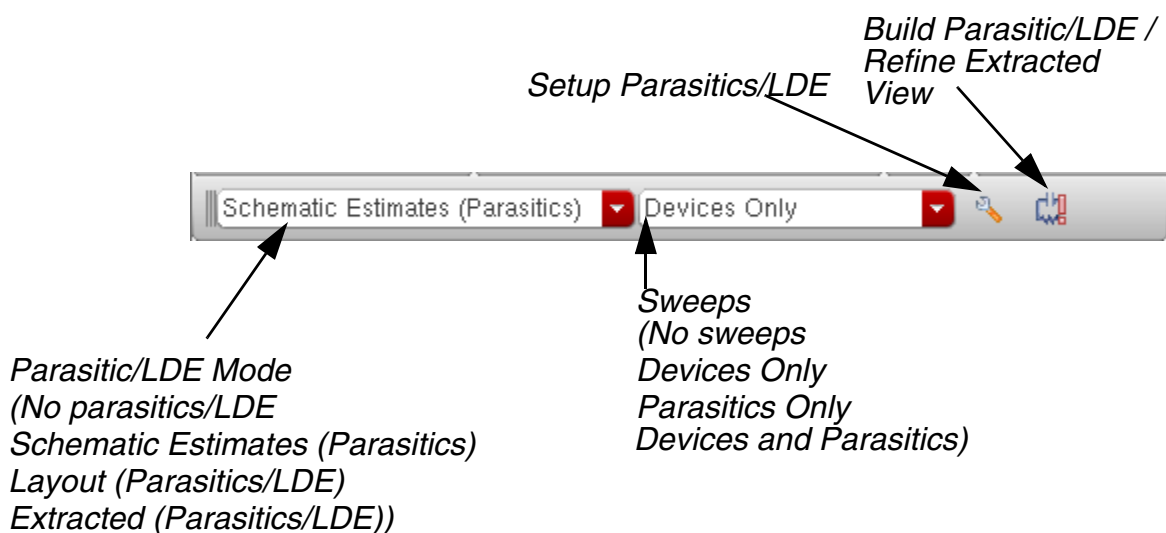 Build Parasitic/LDE /
Refine Extracted
View
Setup Parasitics/LDE
Schematic Estimates (Parasitics)
Devices Only
Sweeps
(No sweeps
Devices Only
Parasitics Only
Devices and Parasitics)
Parasitic/LDE Mode
(No parasitics/LDE
Schematic Estimates (Parasitics)
Layout (Parasitics/LDE)
Extracted (Parasitics/LDE))